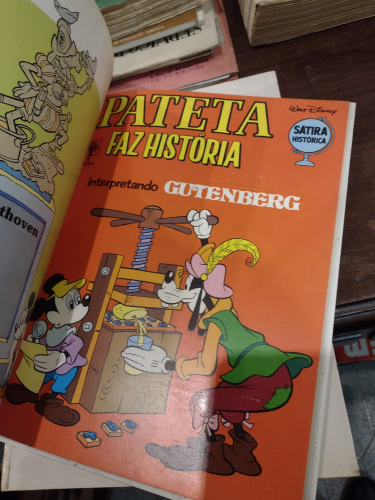 PATETA
FAZ HISTÓRIA
Walt Disney
SÁTIRA
HISTÓRICA
interpretando GUTENBERG
thoven